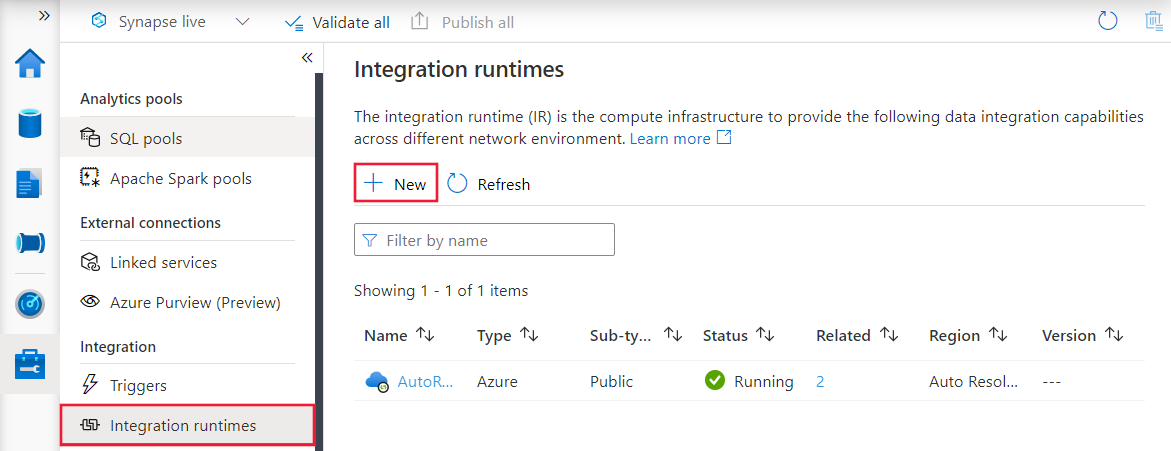 Synapse live
Validate all
Publish all
Analytics pools
SQL pools
Apache Spark pools
External connections
Linked services
Azure Purview (Preview)
Integration
Triggers
Integration runtimes
Integration runtimes
The integration runtime (IR) is the compute infrastructure to provide the following data integration capabilities
across different network environment. Learn more
New
Refresh
Filter by name
Showing 1 - 1 of 1 items
Name Type Sub-ty... Status Related Region Version
AutoR... Azure Public Running 2 Auto Resol... ---